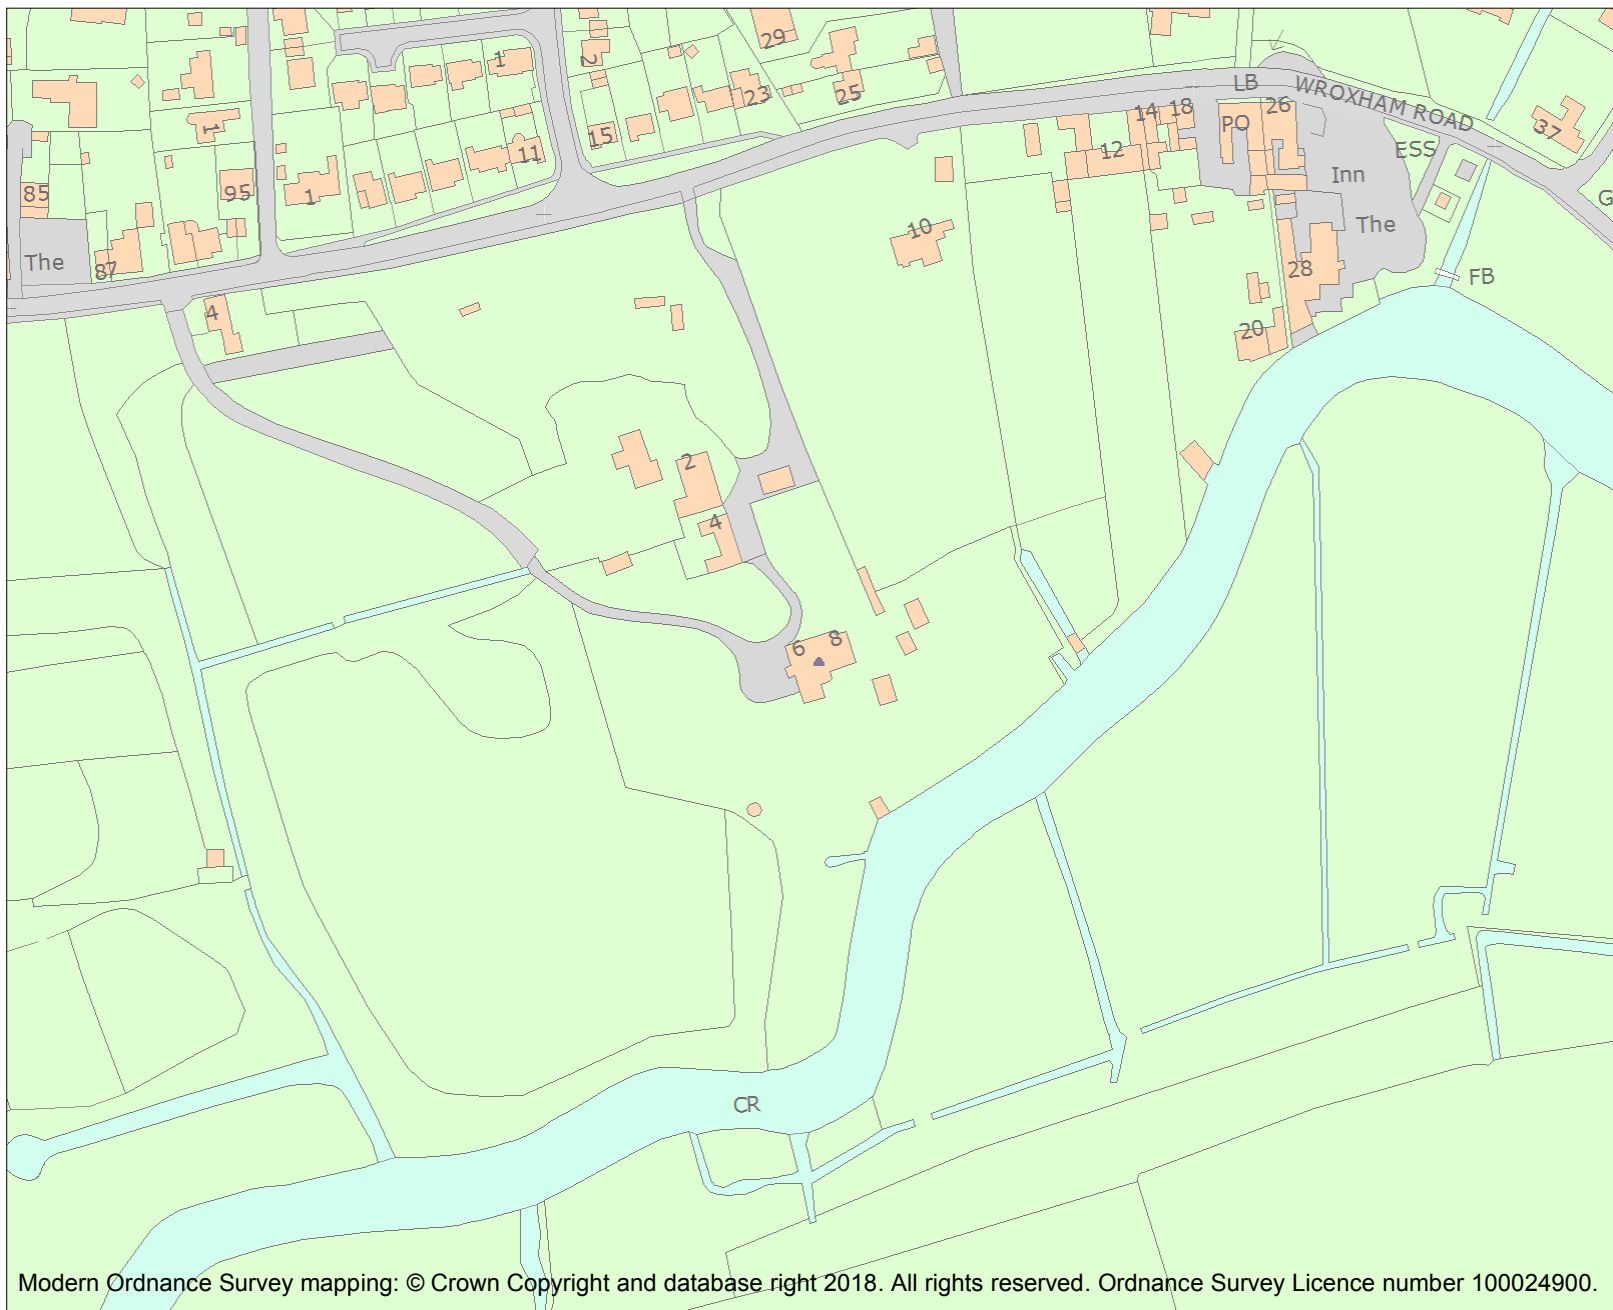 29
2
1
25
23
LB
WROXHAM ROAD
14
18
26
PO
37
1
15
11
12
ESS
Inn
85
95
1
G
The
10
The
87
28
FB
4
20
2
4
6
8
CR
Modern Ordnance Survey mapping: © Crown Copyright and database right 2018. All rights reserved. Ordnance Survey Licence number 100024900.